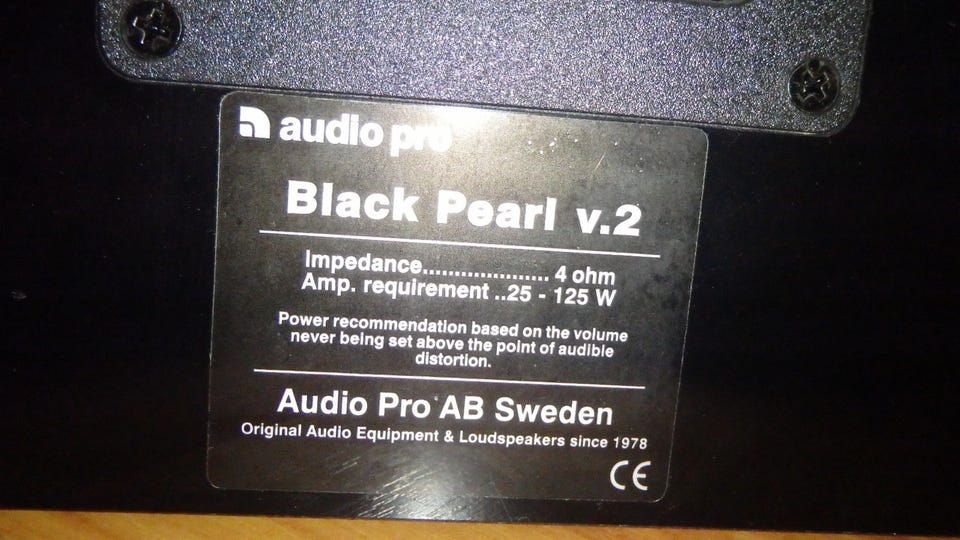 audio pro
Black Pearl v.2
Impedance.................... 4 ohm
Amp. requirement ..25 - 125 W
Power recommendation based on the volume
never being set above the point of audible
distortion.
Audio Pro AB Sweden
Original Audio Equipment & Loudspeakers since 1978
CE